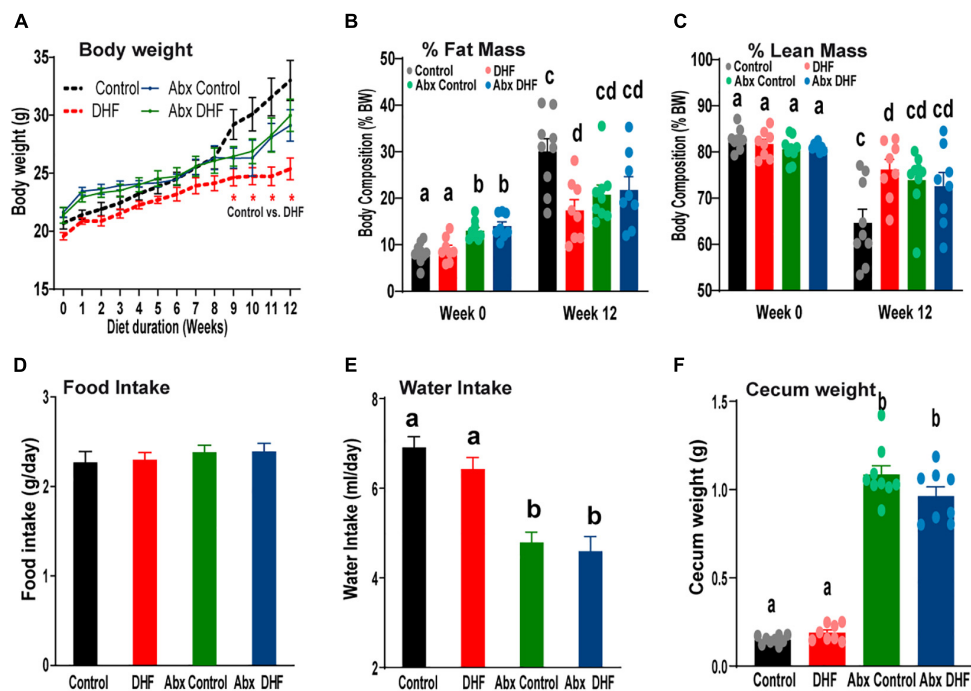 A
Body weight
Control
DHF
Abx Control
Abx DHF
Body weight (g)
35
30
25
20
15
* * * *
Control vs. DHF
0 1 2 3 4 5 6 7 8 9 10 11 12
Diet duration (Weeks)
B
% Fat Mass
Control
DHF
Abx Control
Abx DHF
Body Composition (% BW)
50
40
30
20
10
0
a a b b c d cd cd
Week 0 Week 12
C
% Lean Mass
Control
DHF
Abx Control
Abx DHF
Body Composition (% BW)
100
90
80
70
60
50
a a a a c d cd cd
Week 0 Week 12
D
Food Intake
Food intake (g/day)
3
2
1
0
Control DHF Abx Control Abx DHF
E
Water Intake
Water Intake (ml/day)
8
6
4
2
a a b b
Control DHF Abx Control Abx DHF
F
Cecum weight
Cecum weight (g)
1.5
1.0
0.5
0.0
a a b b
Control DHF Abx Control Abx DHF